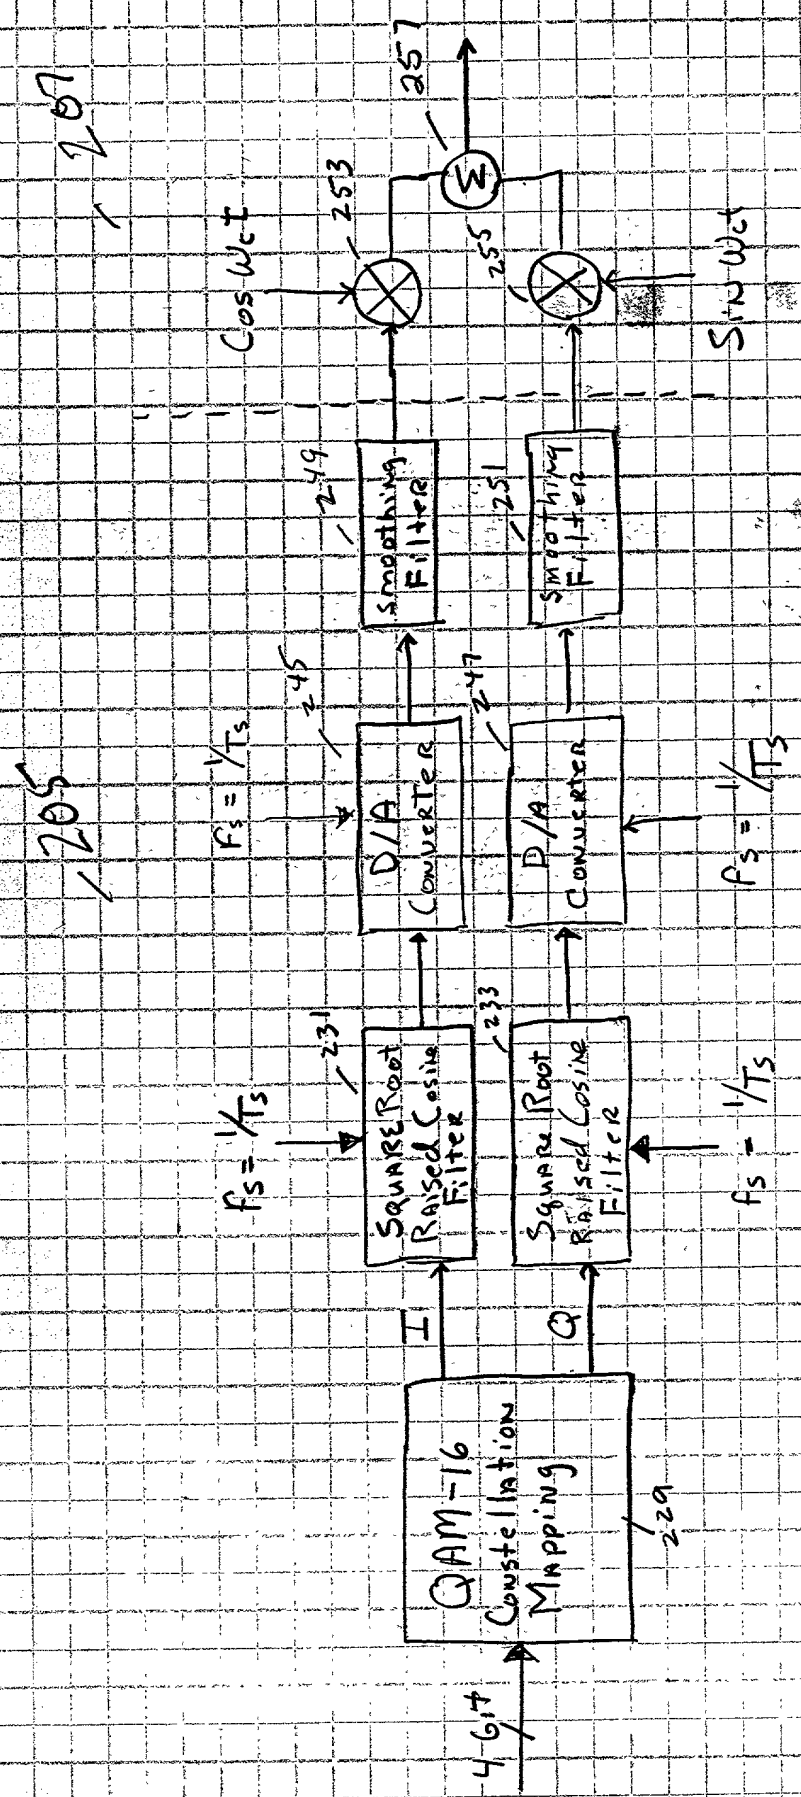 205
207
4 bit
QAM-16
Constellation
Mapping
229
I
Q
fs = 1/Ts
Square Root
Raised Cosine
Filter
231
Square Root
Raised Cosine
Filter
233
fs = 1/Ts
Fs = 1/Ts
D/A
Converter
245
D/A
Converter
247
fs = 1/Ts
Smoothing
Filter
249
Smoothing
Filter
251
Cos Wct
253
255
Sin Wct
Σ
257